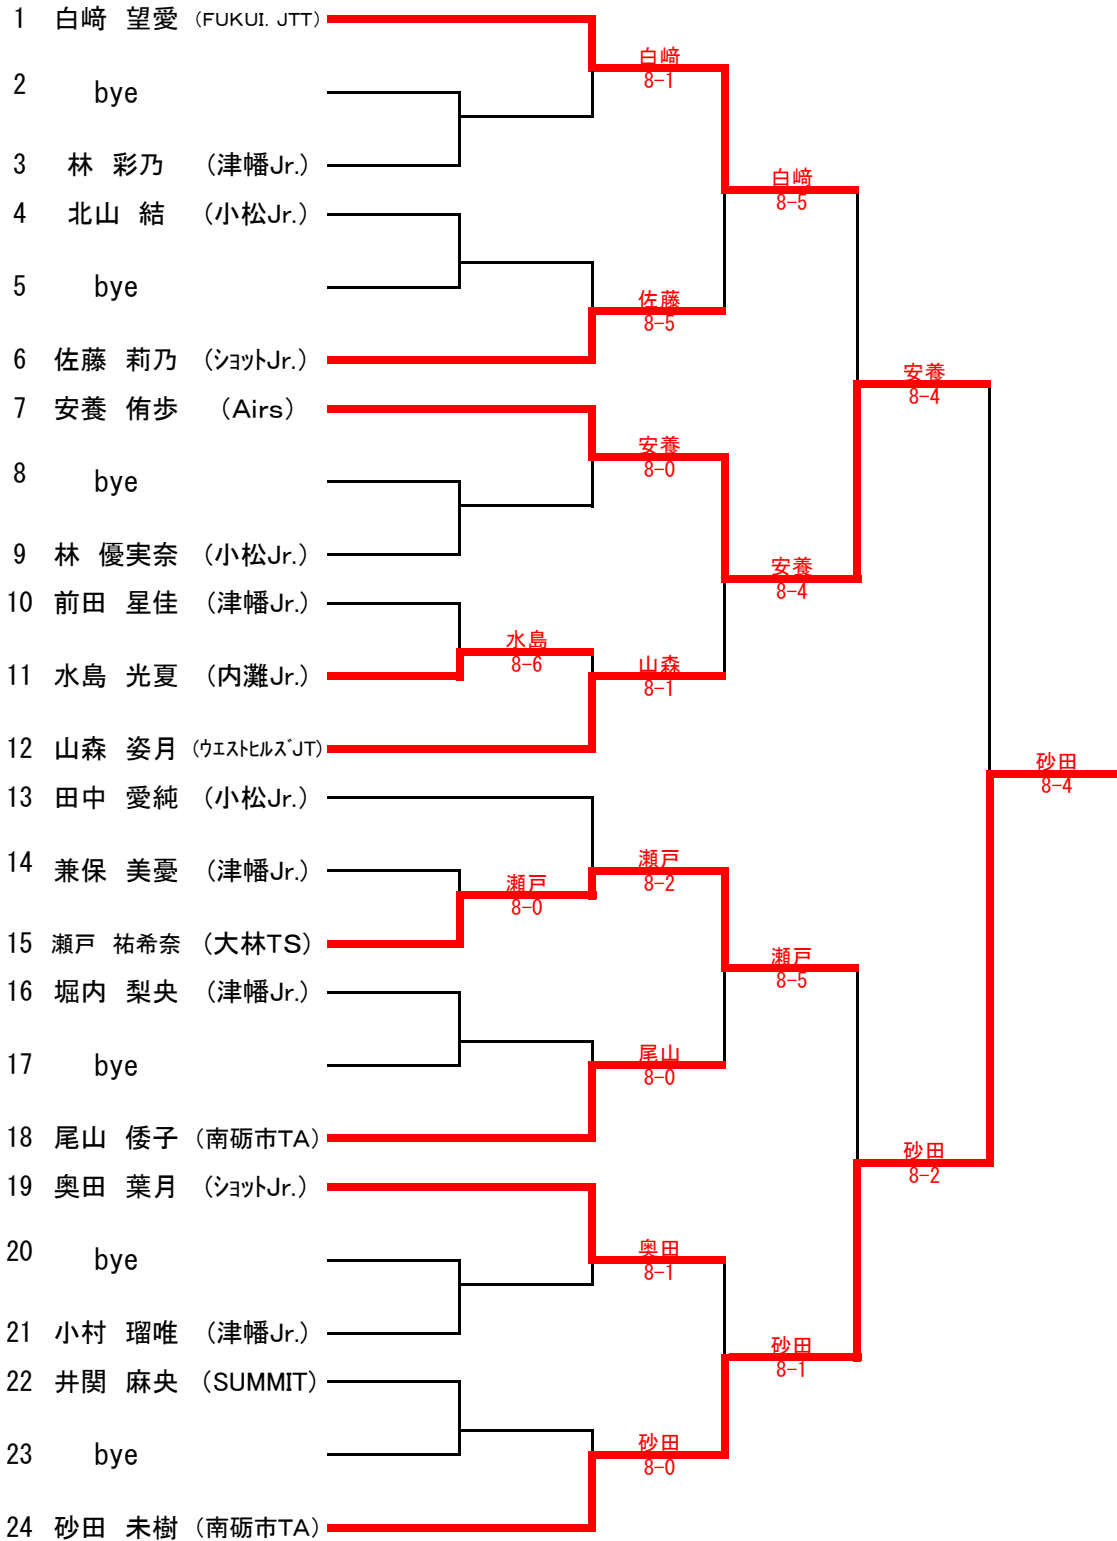 1 白﨑 望愛 (FUKUI. JTT)
白﨑
8-1
2 bye
3 林 彩乃 (津幡Jr.)
白﨑
8-5
4 北山 結 (小松Jr.)
5 bye
佐藤
8-5
6 佐藤 莉乃 (ショットJr.)
安養
8-4
7 安養 侑歩 (Airs)
安養
8-0
8 bye
9 林 優実奈 (小松Jr.)
安養
8-4
10 前田 星佳 (津幡Jr.)
水島
8-6
11 水島 光夏 (内灘Jr.)
山森
8-1
12 山森 姿月 (ウエストヒルズJT)
砂田
8-4
13 田中 愛純 (小松Jr.)
14 兼保 美憂 (津幡Jr.)
瀬戸
8-2
瀬戸
8-0
15 瀬戸 祐希奈 (大林TS)
瀬戸
8-5
16 堀内 梨央 (津幡Jr.)
17 bye
尾山
8-0
18 尾山 倭子 (南砺市TA)
砂田
8-2
19 奥田 葉月 (ショットJr.)
奥田
8-1
20 bye
21 小村 瑠唯 (津幡Jr.)
砂田
8-1
22 井関 麻央 (SUMMIT)
23 bye
砂田
8-0
24 砂田 未樹 (南砺市TA)